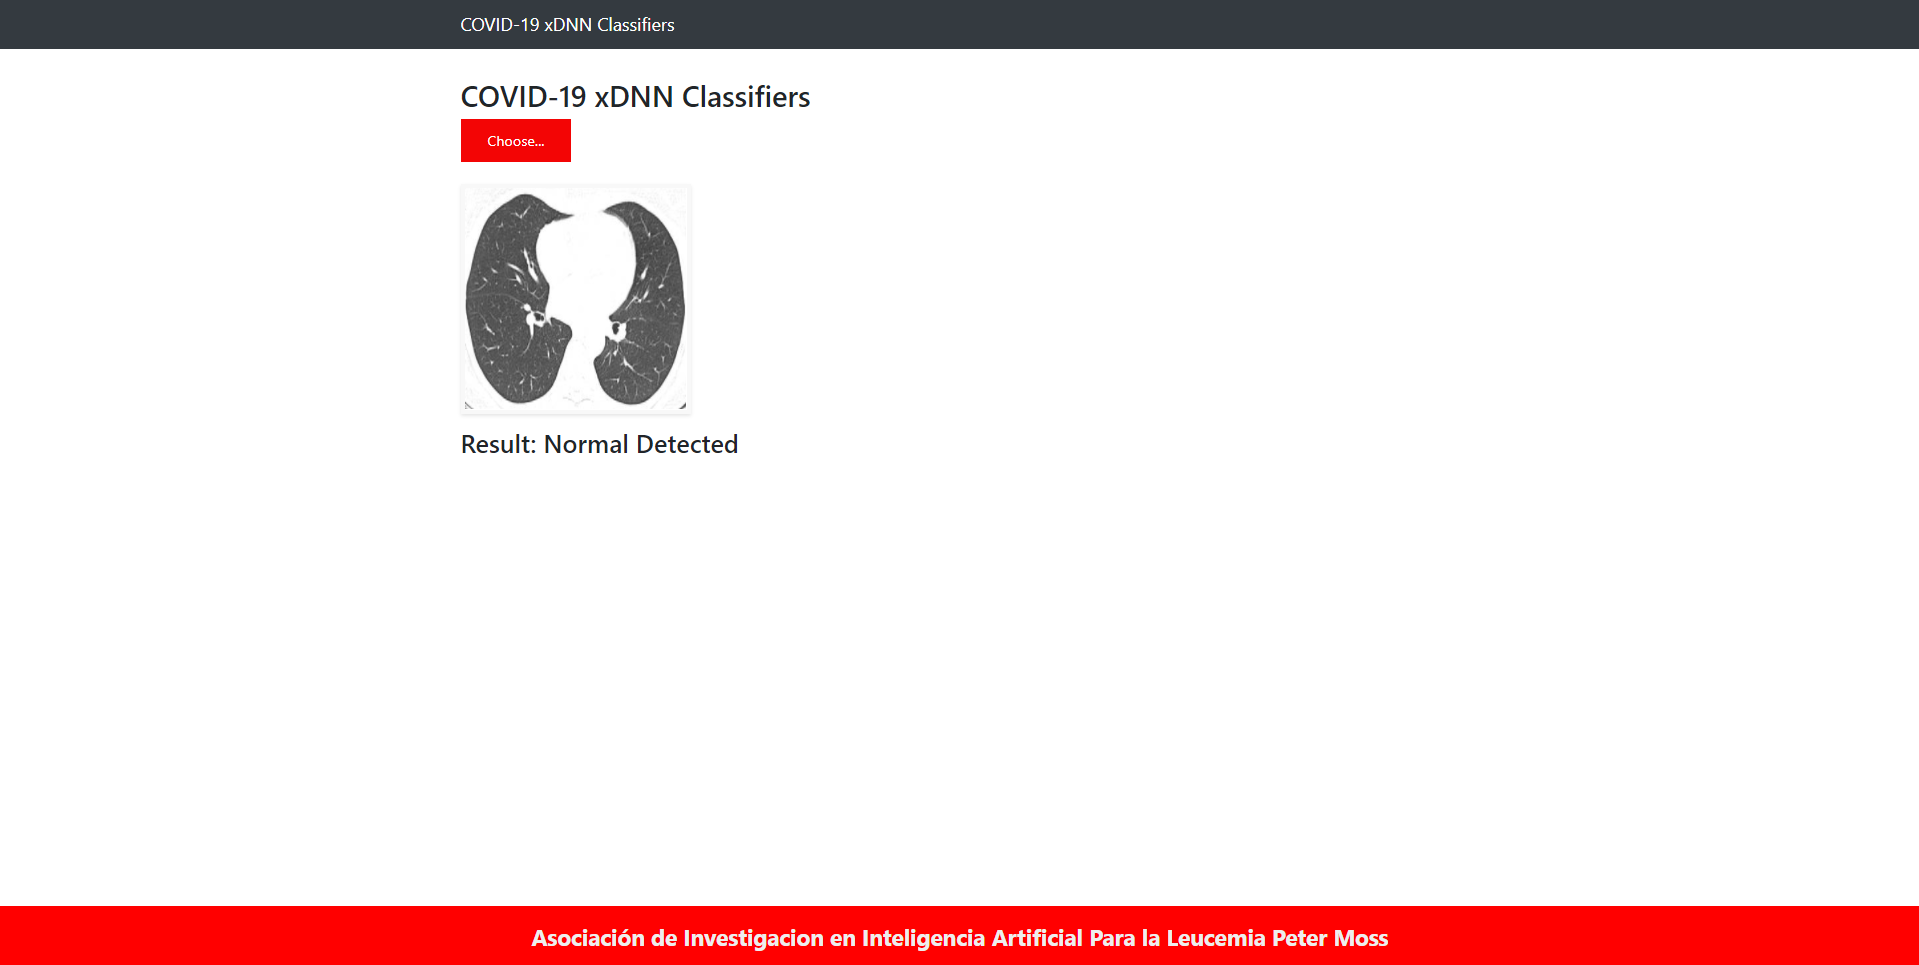 COVID-19 xDNN Classifiers
COVID-19 xDNN Classifiers
Choose...
Result: Normal Detected
Asociación de Investigacion en Inteligencia Artificial Para la Leucemia Peter Moss